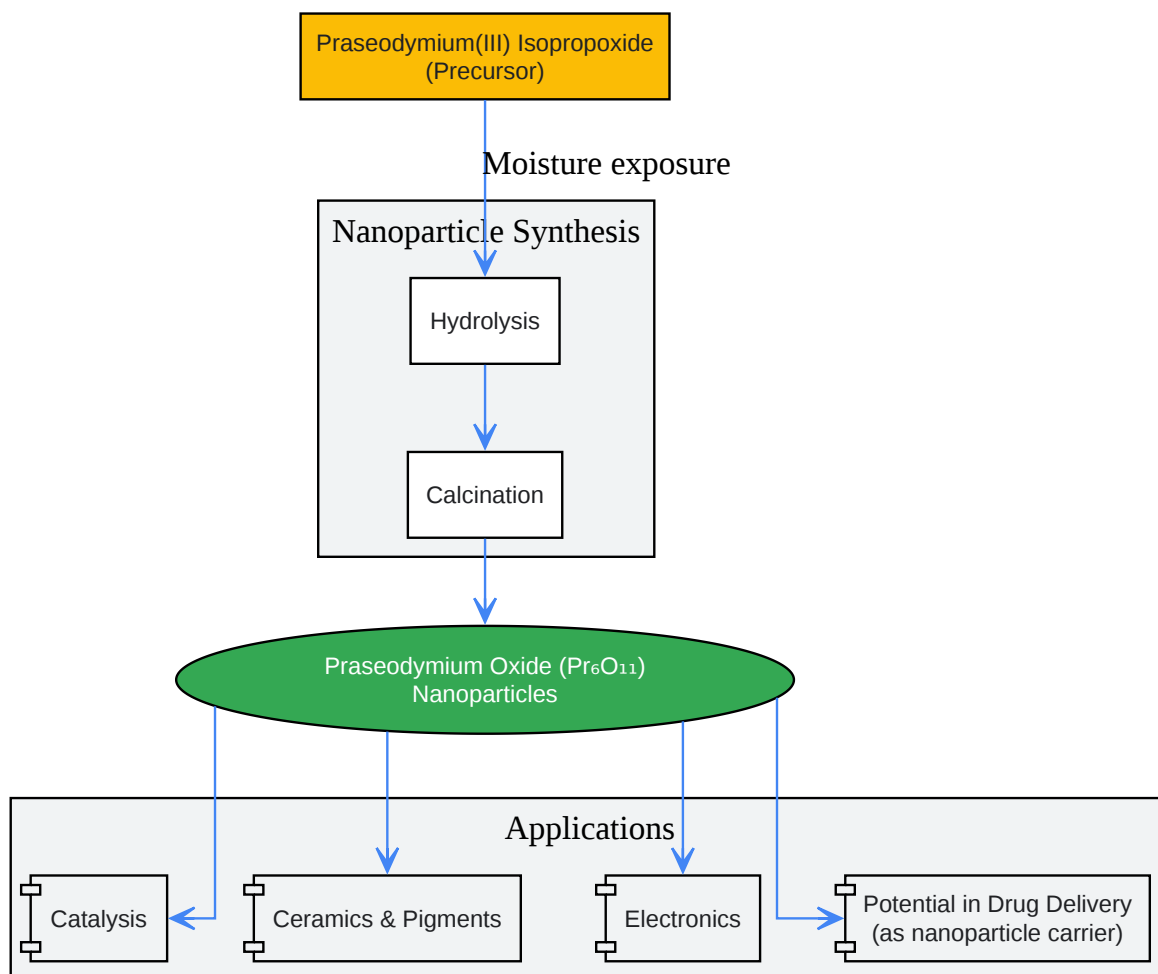 Praseodymium(III) Isopropoxide
(Precursor)
Moisture exposure
Nanoparticle Synthesis
Hydrolysis
Calcination
Praseodymium Oxide (Pr₆O₁₁)
Nanoparticles
Applications
Catalysis
Ceramics & Pigments
Electronics
Potential in Drug Delivery
(as nanoparticle carrier)